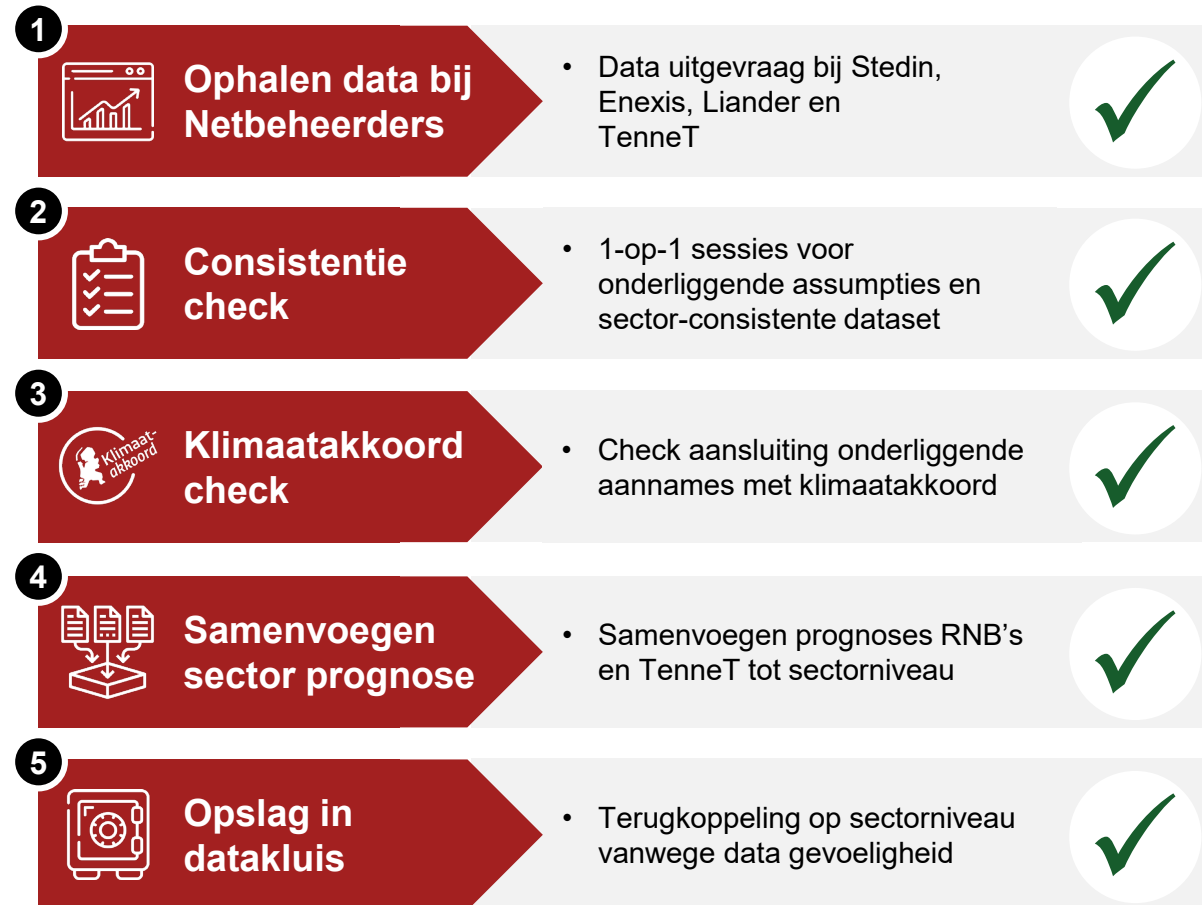 1
Ophalen data bij
Netbeheerders
• Data uitgevraag bij Stedin,
Enexis, Liander en
TenneT
2
Consistentie
check
• 1-op-1 sessies voor
onderliggende assumpties en
sector-consistente dataset
3
Klimaat-
akkoord
Klimaatakkoord
check
• Check aansluiting onderliggende
aannames met klimaatakkoord
4
Samenvoegen
sector prognose
• Samenvoegen prognoses RNB’s
en TenneT tot sectorniveau
5
Opslag in
datakluis
• Terugkoppeling op sectorniveau
vanwege data gevoeligheid